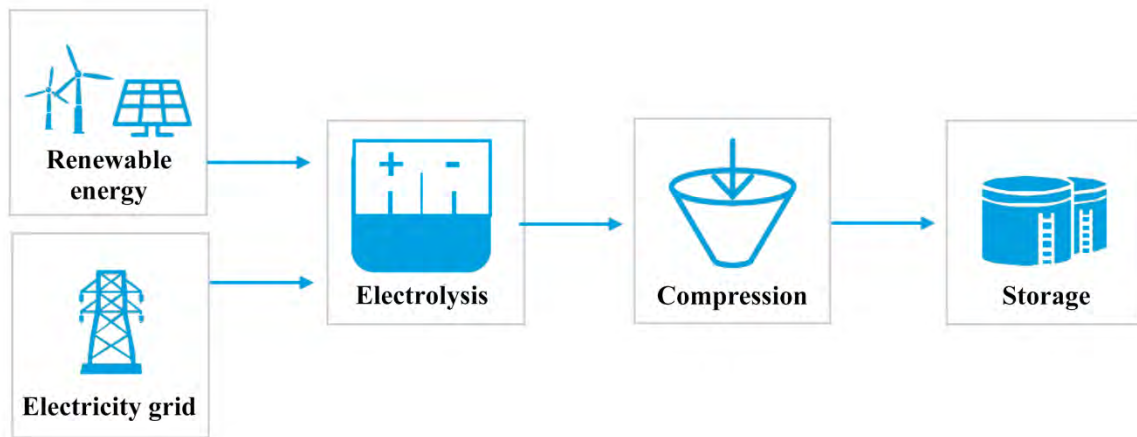 Renewable
energy
Electricity grid
+ -
Electrolysis
Compression
Storage